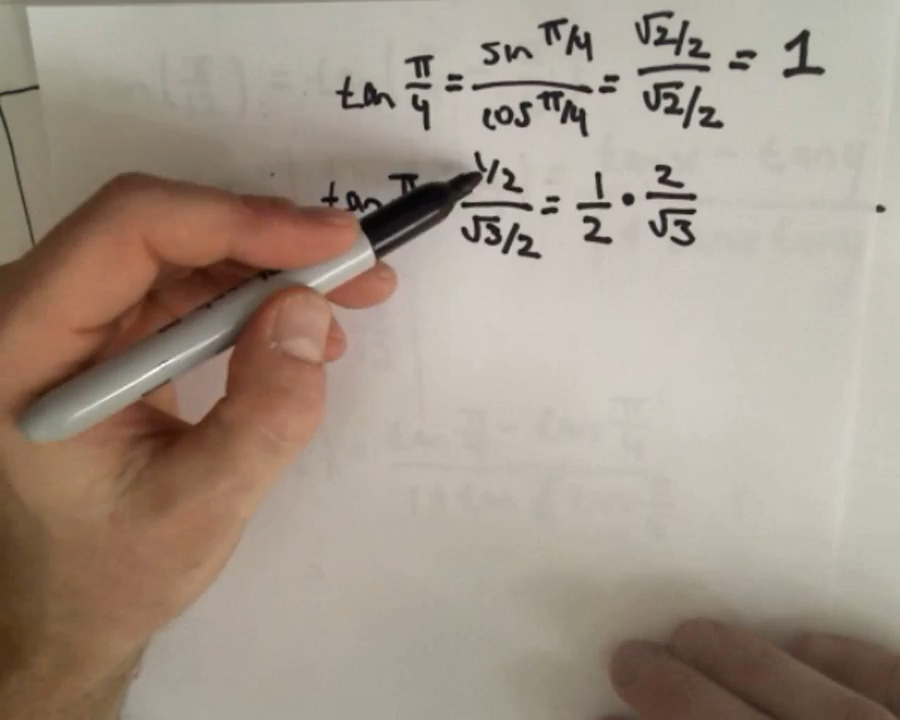 tan π/4 = sin π/4 / cos π/4 = √2/2 / √2/2 = 1
tan π 1/2 / √3/2 = 1/2 · 2/√3